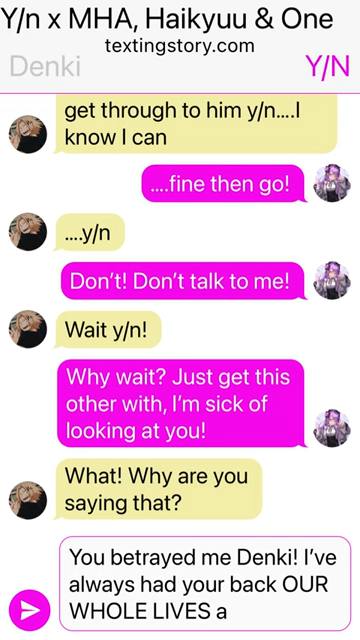 Y/n x MHA, Haikyuu & One
textingstory.com
Denki
Y/N
get through to him y/n....I
know I can
....fine then go!
....y/n
Don't! Don't talk to me!
Wait y/n!
Why wait? Just get this
other with, I'm sick of
looking at you!
What! Why are you
saying that?
You betrayed me Denki! I've
always had your back OUR
WHOLE LIVES a